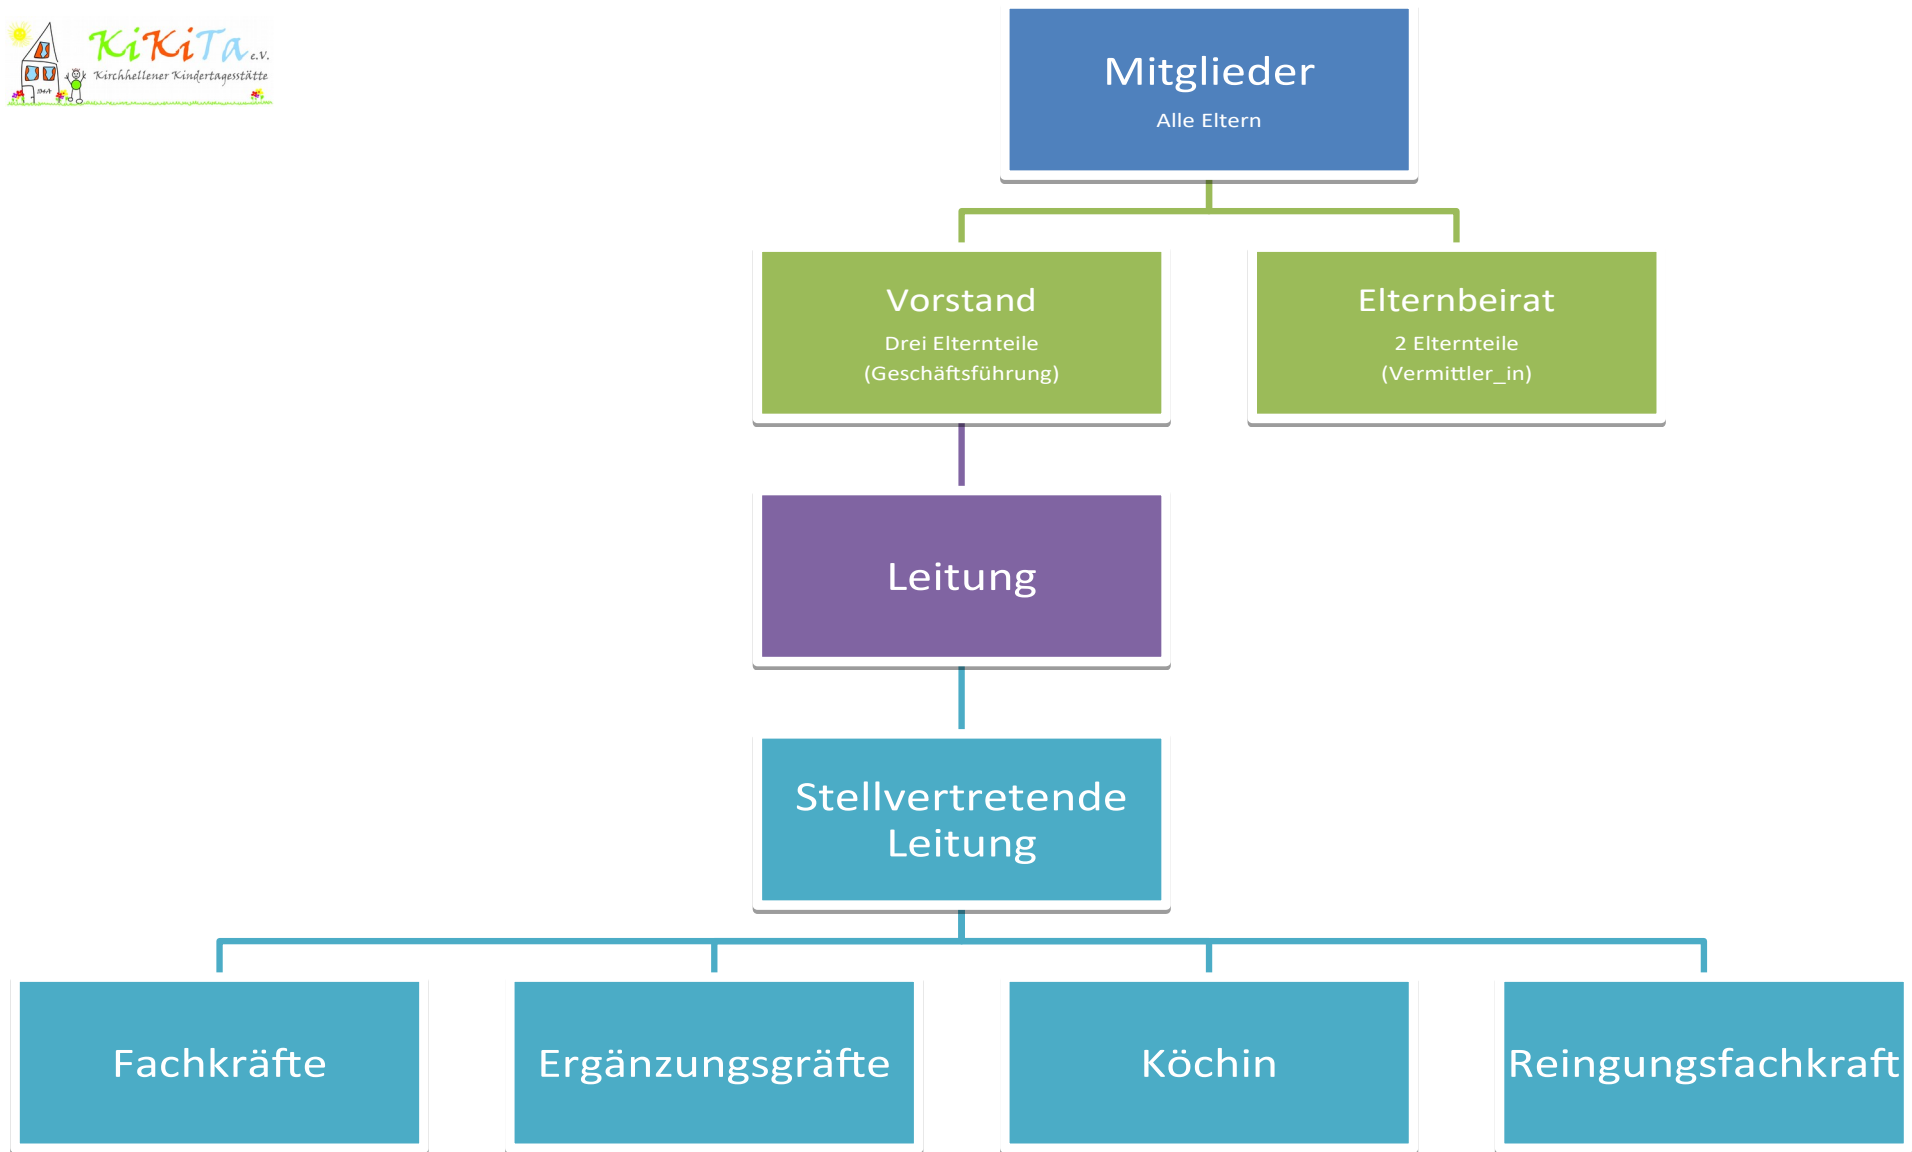 KiKiTa e.V.
Kirchhellener Kindertagesstätte
Mitglieder
Alle Eltern
Vorstand
Drei Elternteile
(Geschäftsführung)
Elternbeirat
2 Elternteile
(Vermittler_in)
Leitung
Stellvertretende
Leitung
Fachkräfte
Ergänzungsgräfte
Köchin
Reingungsfachkraft